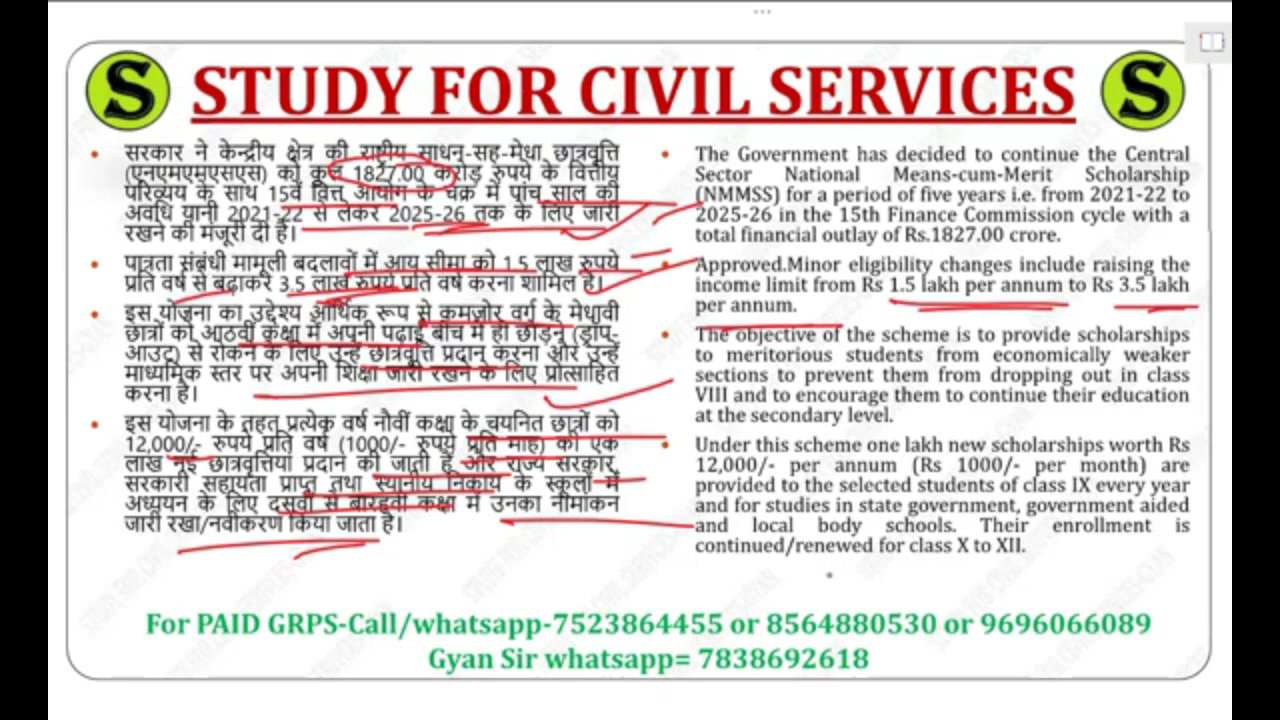 S STUDY FOR CIVIL SERVICES S
सरकार ने केन्द्रीय क्षेत्र की राष्ट्रीय साधन-सह-मेधा छात्रवृत्ति
(एनएमएमएसएस) को कुल 1827.00 करोड़ रुपये के वित्तीय
परिव्यय के साथ 15वें वित्त आयोग के चक्र में पांच साल की
अवधि यानी 2021-22 से लेकर 2025-26 तक के लिए जारी
रखने की मंजूरी दी है।
पात्रता संबंधी मामूली बदलावों में आय सीमा को 1.5 लाख रुपये
प्रति वर्ष से बढ़ाकर 3.5 लाख रुपये प्रति वर्ष करना शामिल है।
इस योजना का उद्देश्य आर्थिक रूप से कमजोर वर्ग के मेधावी
छात्रों को आठवीं कक्षा में अपनी पढ़ाई बीच में ही छोड़ने (ड्रॉप-
आउट) से रोकने के लिए उन्हें छात्रवृत्ति प्रदान करना और उन्हें
माध्यमिक स्तर पर अपनी शिक्षा जारी रखने के लिए प्रोत्साहित
करना है।
इस योजना के तहत प्रत्येक वर्ष नौवीं कक्षा के चयनित छात्रों को
12,000/- रुपये प्रति वर्ष (1000/- रुपये प्रति माह) की एक
लाख नई छात्रवृत्तियां प्रदान की जाती हैं और राज्य सरकार,
सरकारी सहायता प्राप्त तथा स्थानीय निकाय के स्कूलों में
अध्ययन के लिए दसवीं से बारहवीं कक्षा में उनका नामांकन
जारी रखा/नवीकरण किया जाता है।
The Government has decided to continue the Central
Sector National Means-cum-Merit Scholarship
(NMMSS) for a period of five years i.e. from 2021-22 to
2025-26 in the 15th Finance Commission cycle with a
total financial outlay of Rs.1827.00 crore.
Approved.Minor eligibility changes include raising the
income limit from Rs 1.5 lakh per annum to Rs 3.5 lakh
per annum.
The objective of the scheme is to provide scholarships
to meritorious students from economically weaker
sections to prevent them from dropping out in class
VIII and to encourage them to continue their education
at the secondary level.
Under this scheme one lakh new scholarships worth Rs
12,000/- per annum (Rs 1000/- per month) are
provided to the selected students of class IX every year
and for studies in state government, government aided
and local body schools. Their enrollment is
continued/renewed for class X to XII.
For PAID GRPS-Call/whatsapp-7523864455 or 8564880530 or 9696066089
Gyan Sir whatsapp= 7838692618